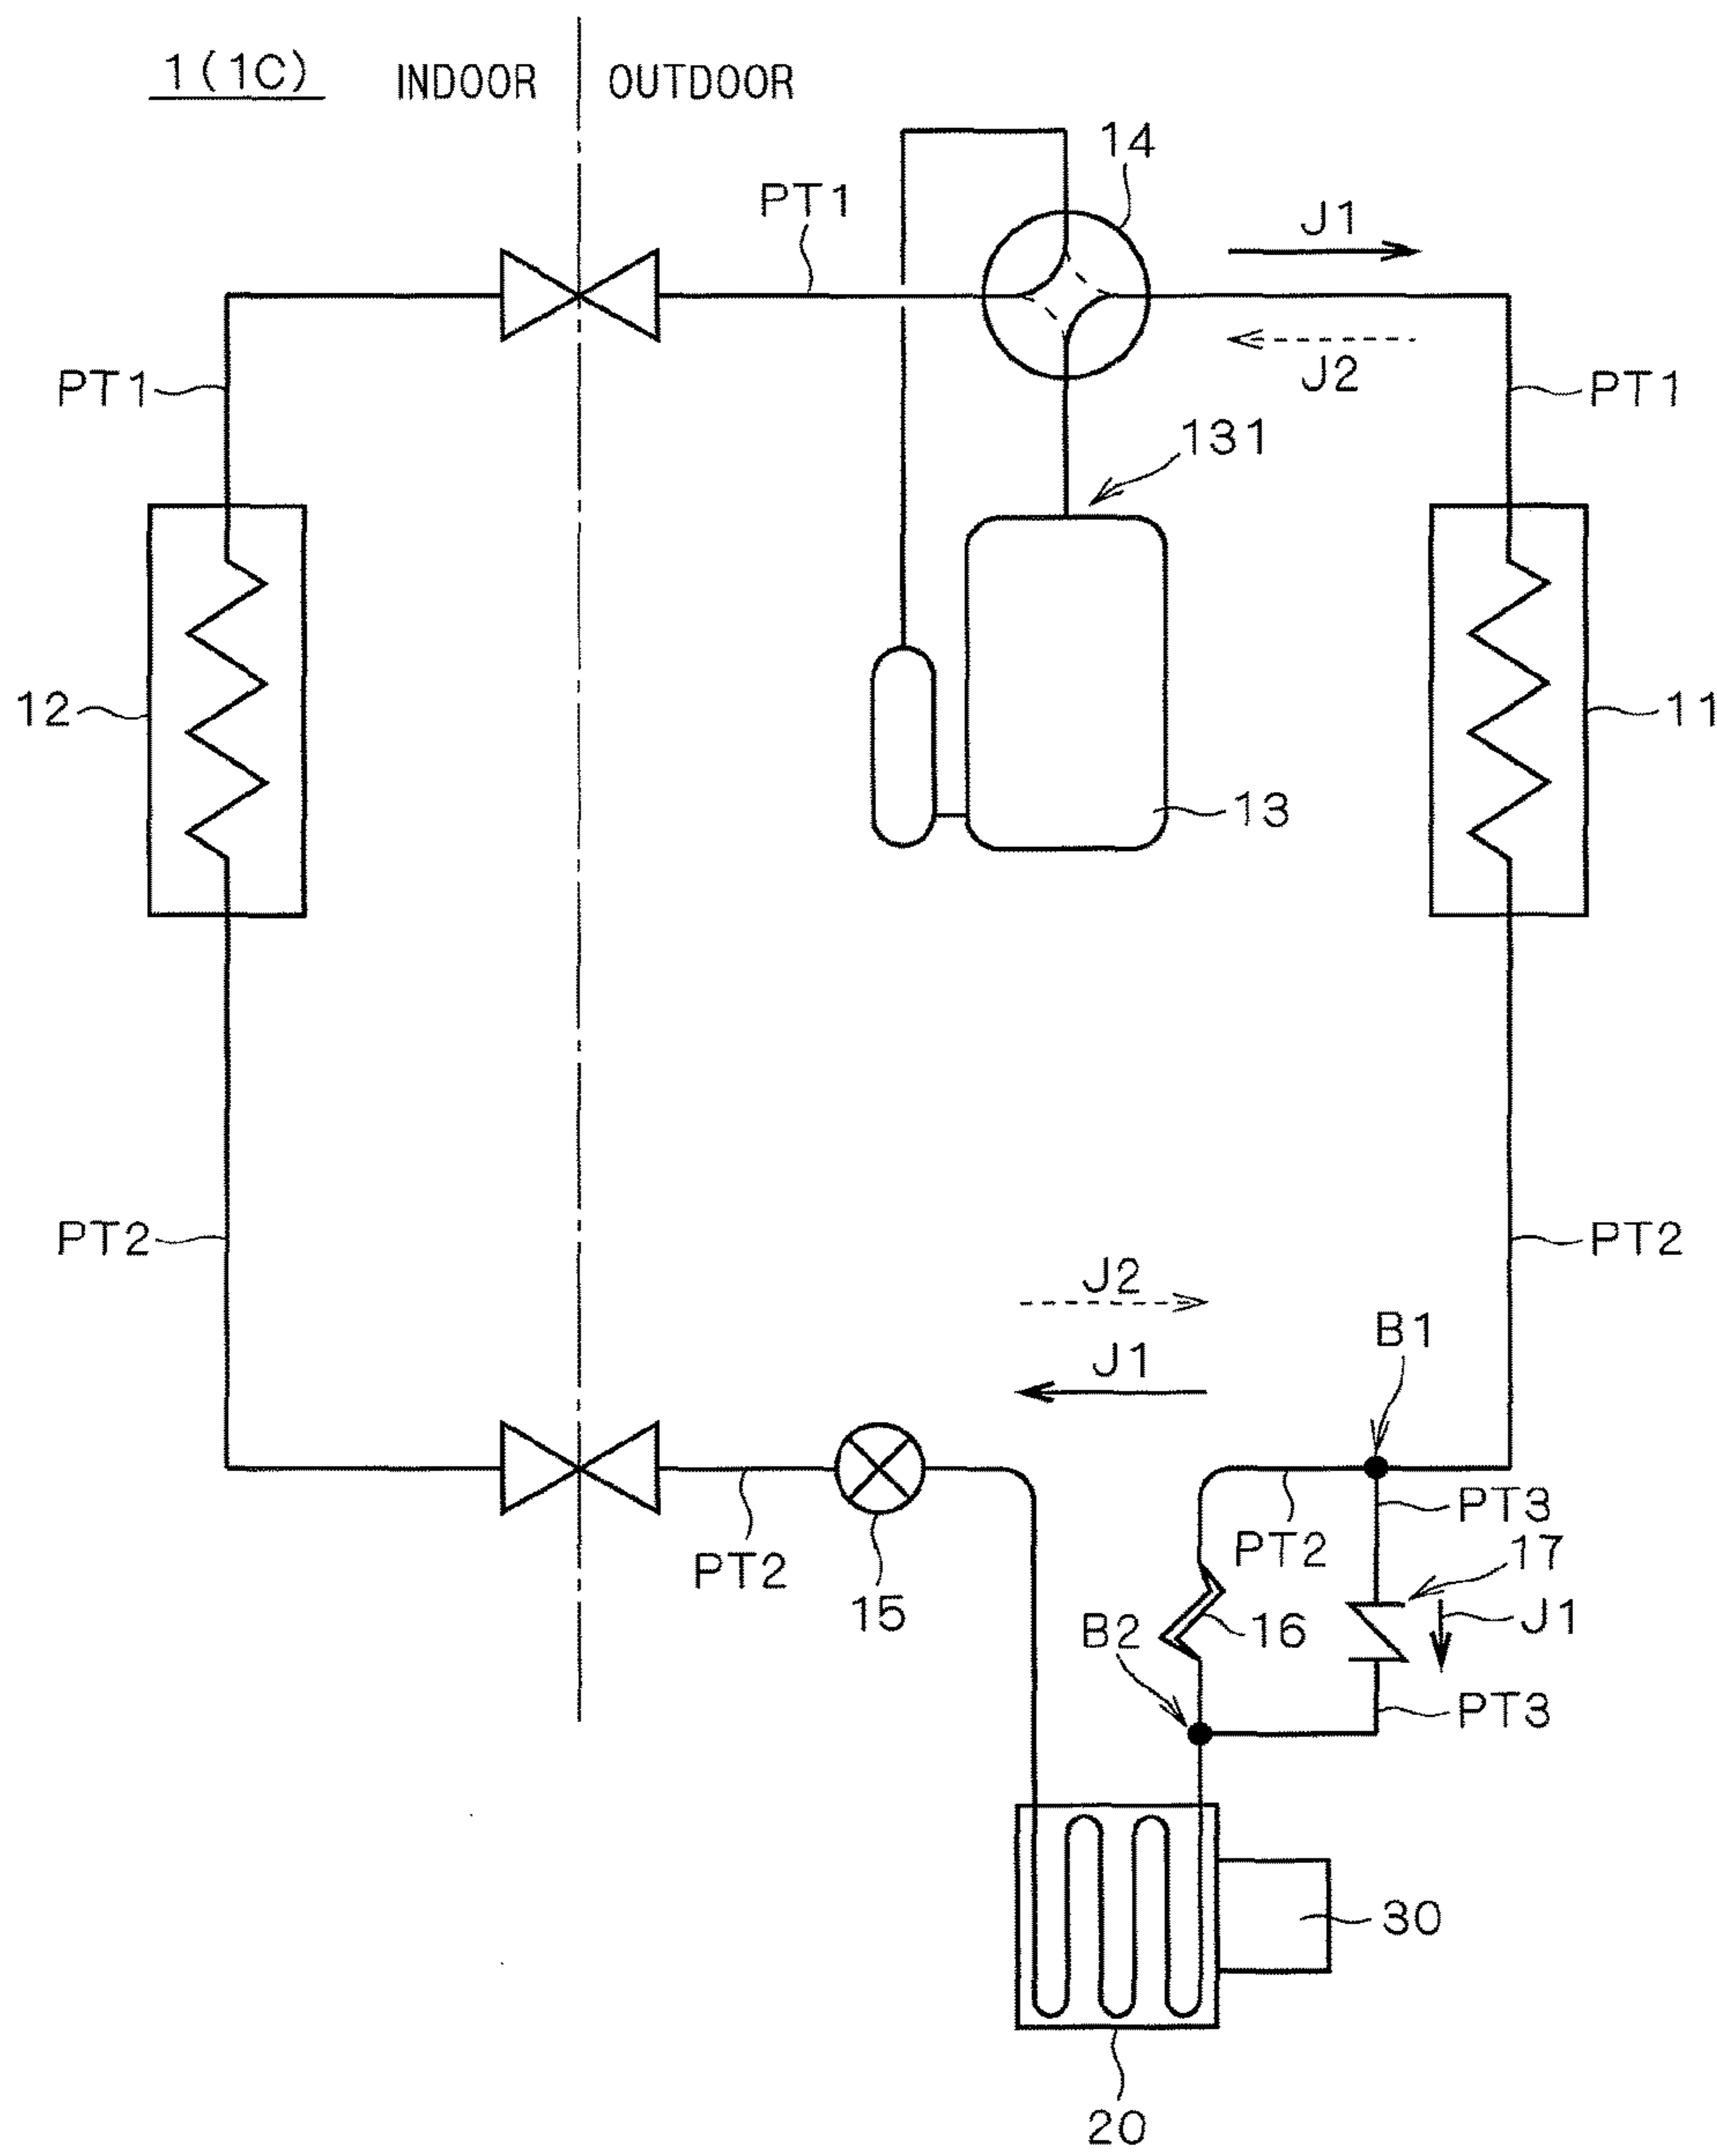 1(1C) INDOOR OUTDOOR
14
PT1
J1
J2
PT1
PT1
131
12
11
13
PT2
PT2
J2
B1
J1
PT3
PT2
17
PT2
15
B2
16
J1
PT3
30
20